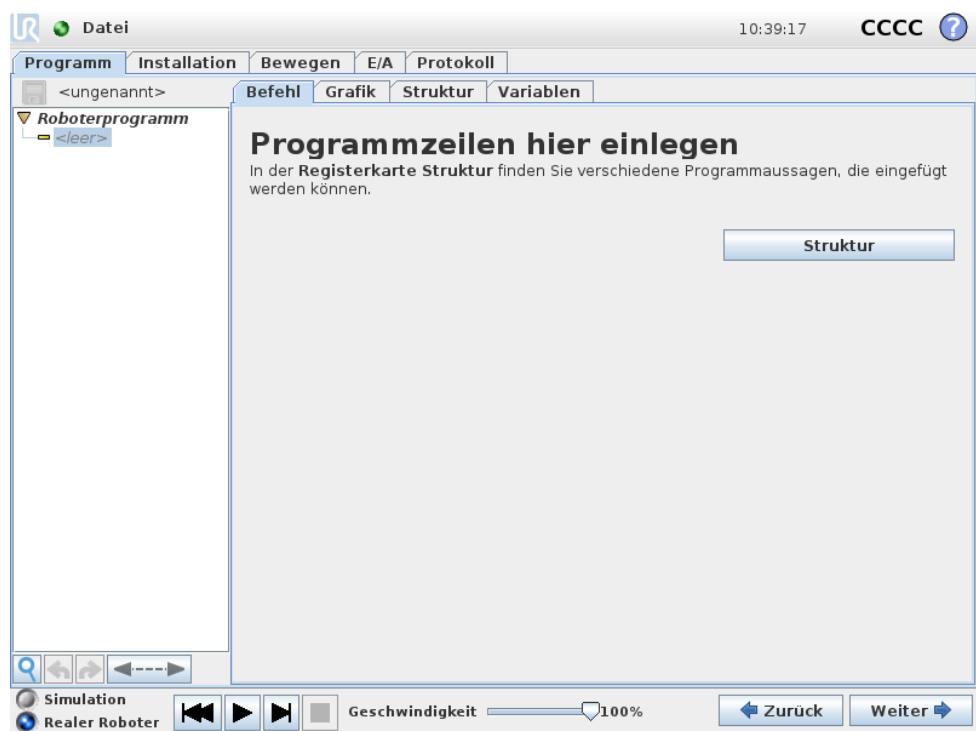 UR Datei 10:39:17 CCCC ?
Programm Installation Bewegen E/A Protokoll
<ungenannt> Befehl Grafik Struktur Variablen
Roboterprogramm
<leer>
Programmzeilen hier einlegen
In der Registerkarte Struktur finden Sie verschiedene Programmaussagen, die eingefügt
werden können.
Struktur
Simulation
Realer Roboter
Geschwindigkeit 100% Zurück Weiter